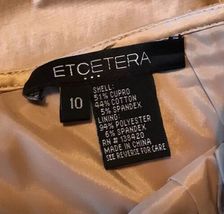 ETCETERA
10
SHELL:
51% CUPRO
44% COTTON
5% SPANDEX
LINING:
94% POLYESTER
6% SPANDEX
RN # 138420
MADE IN CHINA
SEE REVERSE FOR CARE